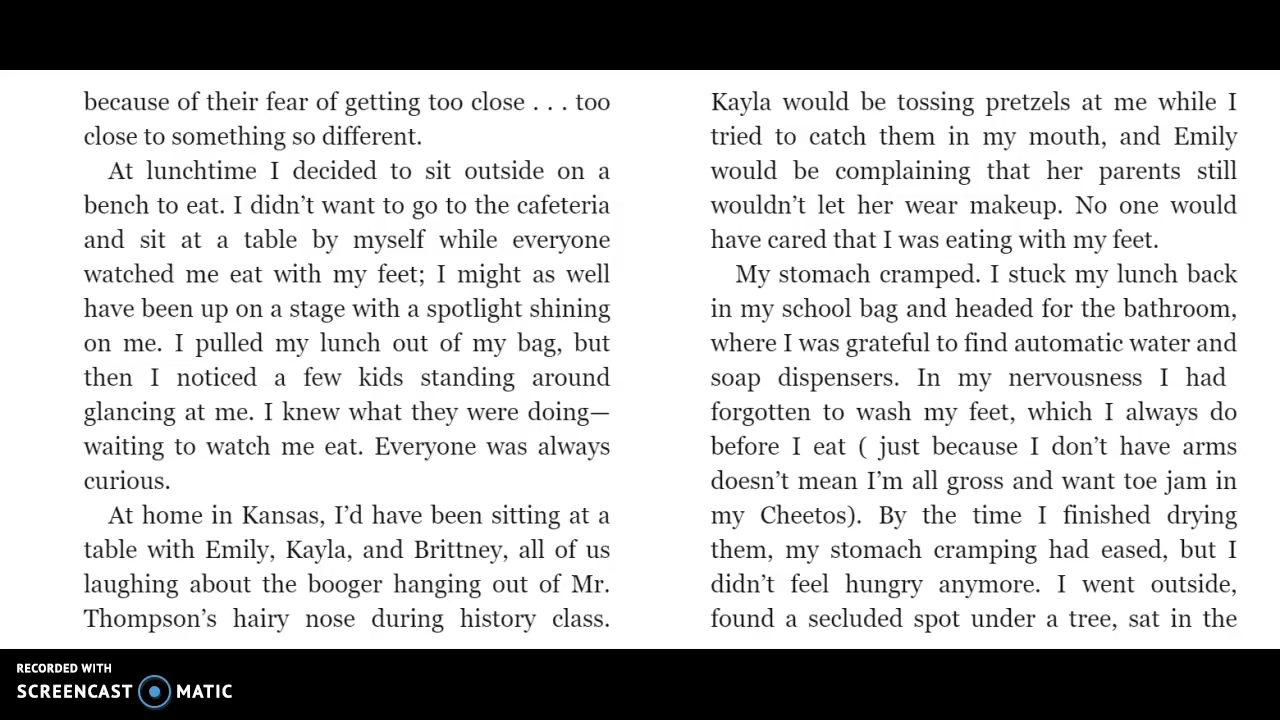 because of their fear of getting too close . . . too
close to something so different.
At lunchtime I decided to sit outside on a
bench to eat. I didn’t want to go to the cafeteria
and sit at a table by myself while everyone
watched me eat with my feet; I might as well
have been up on a stage with a spotlight shining
on me. I pulled my lunch out of my bag, but
then I noticed a few kids standing around
glancing at me. I knew what they were doing—
waiting to watch me eat. Everyone was always
curious.
At home in Kansas, I’d have been sitting at a
table with Emily, Kayla, and Brittney, all of us
laughing about the booger hanging out of Mr.
Thompson’s hairy nose during history class.
Kayla would be tossing pretzels at me while I
tried to catch them in my mouth, and Emily
would be complaining that her parents still
wouldn’t let her wear makeup. No one would
have cared that I was eating with my feet.
My stomach cramped. I stuck my lunch back
in my school bag and headed for the bathroom,
where I was grateful to find automatic water and
soap dispensers. In my nervousness I had
forgotten to wash my feet, which I always do
before I eat ( just because I don’t have arms
doesn’t mean I’m all gross and want toe jam in
my Cheetos). By the time I finished drying
them, my stomach cramping had eased, but I
didn’t feel hungry anymore. I went outside,
found a secluded spot under a tree, sat in the
RECORDED WITH
SCREENCAST MATIC